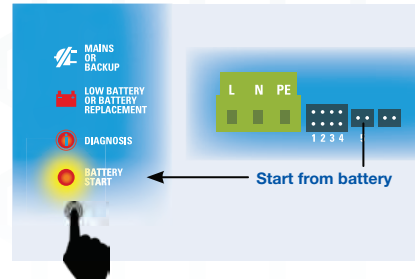 MAINS
OR
BACKUP
LOW BATTERY
OR BATTERY
REPLACEMENT
DIAGNOSIS
BATTERY
START
L N PE
1 2 3 4 5
Start from battery